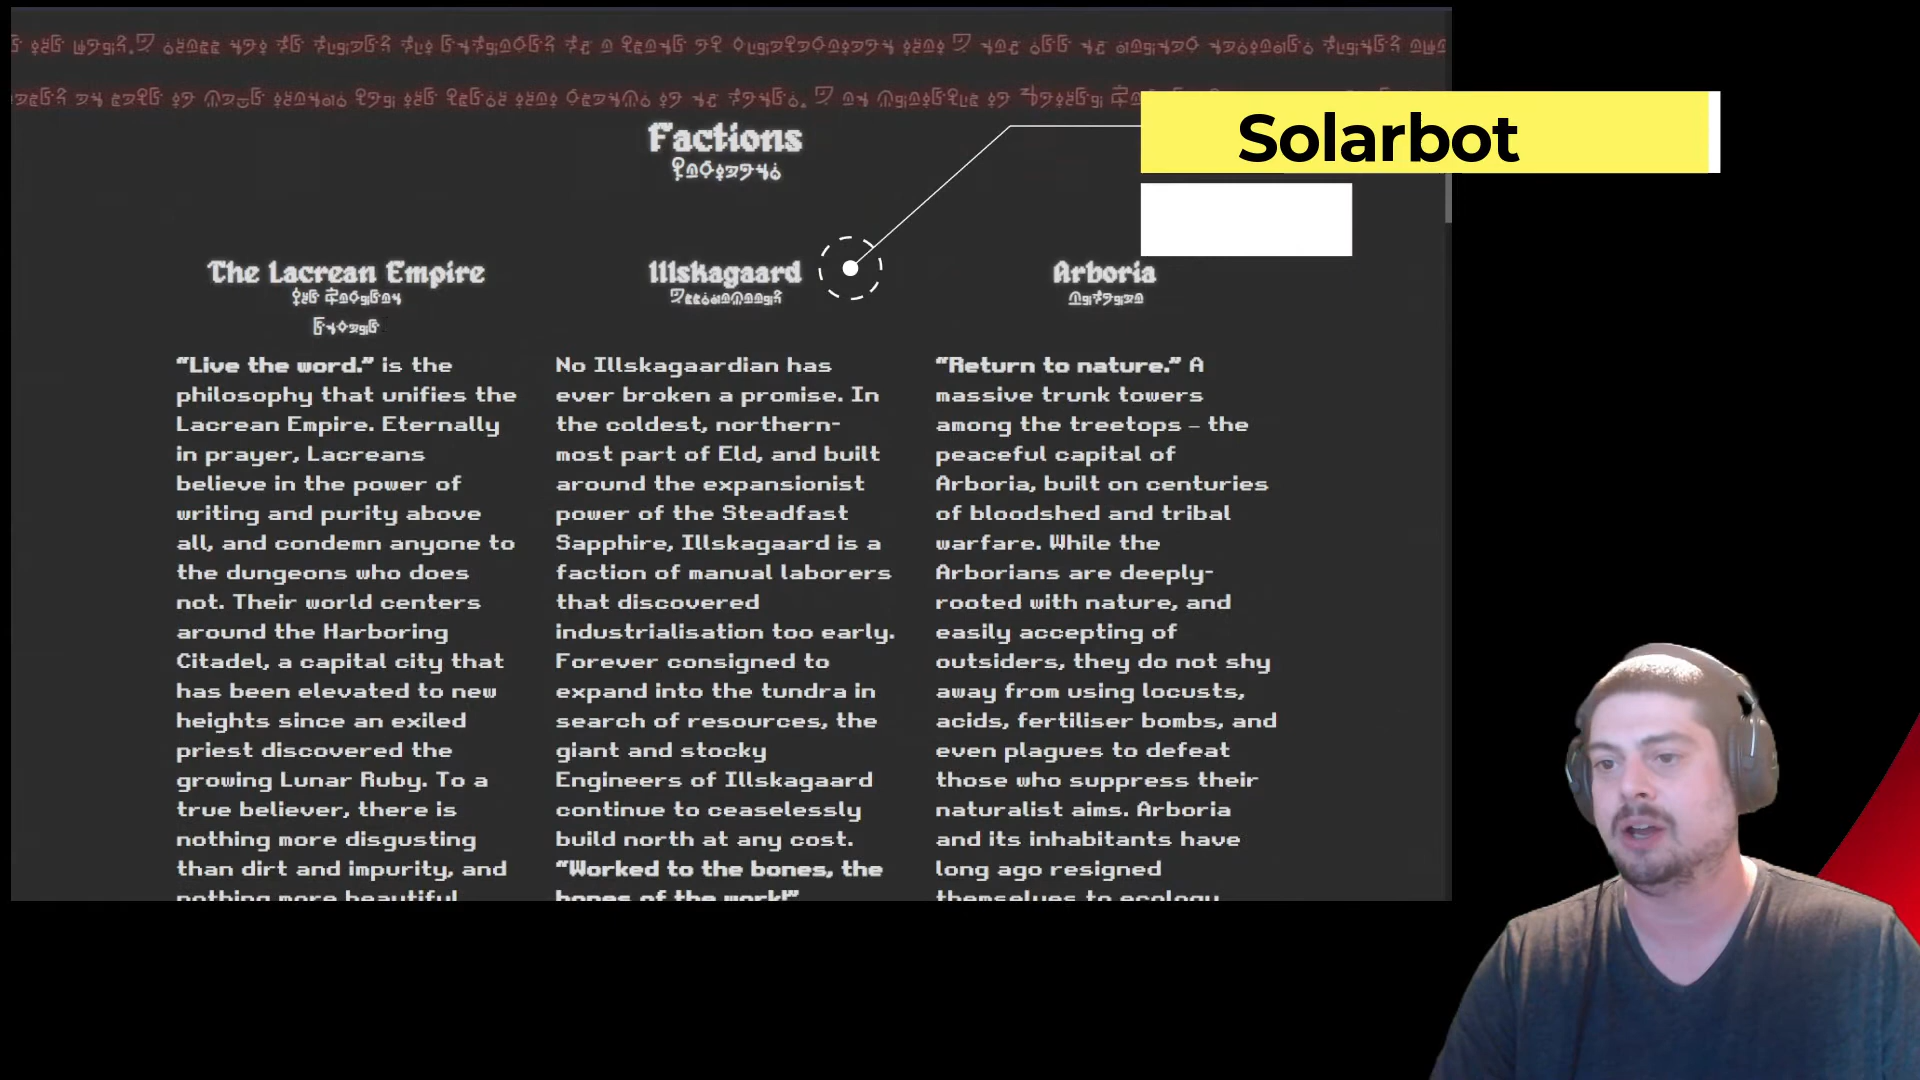 Factions
Solarbot
The Lacrean Empire
Illskagaard
Arboria
“Live the word.” is the
philosophy that unifies the
Lacrean Empire. Eternally
in prayer, Lacreans
believe in the power of
writing and purity above
all, and condemn anyone to
the dungeons who does
not. Their world centers
around the Harboring
Citadel, a capital city that
has been elevated to new
heights since an exiled
priest discovered the
growing Lunar Ruby. To a
true believer, there is
nothing more disgusting
than dirt and impurity, and
nothing more beautiful
No Illskagaardian has
ever broken a promise. In
the coldest, northern-
most part of Eld, and built
around the expansionist
power of the Steadfast
Sapphire, Illskagaard is a
faction of manual laborers
that discovered
industrialisation too early.
Forever consigned to
expand into the tundra in
search of resources, the
giant and stocky
Engineers of Illskagaard
continue to ceaselessly
build north at any cost.
“Worked to the bones, the
bones of the work!”
“Return to nature.” A
massive trunk towers
among the treetops – the
peaceful capital of
Arboria, built on centuries
of bloodshed and tribal
warfare. While the
Arborians are deeply-
rooted with nature, and
easily accepting of
outsiders, they do not shy
away from using locusts,
acids, fertiliser bombs, and
even plagues to defeat
those who suppress their
naturalist aims. Arboria
and its inhabitants have
long ago resigned
themselves to ecology